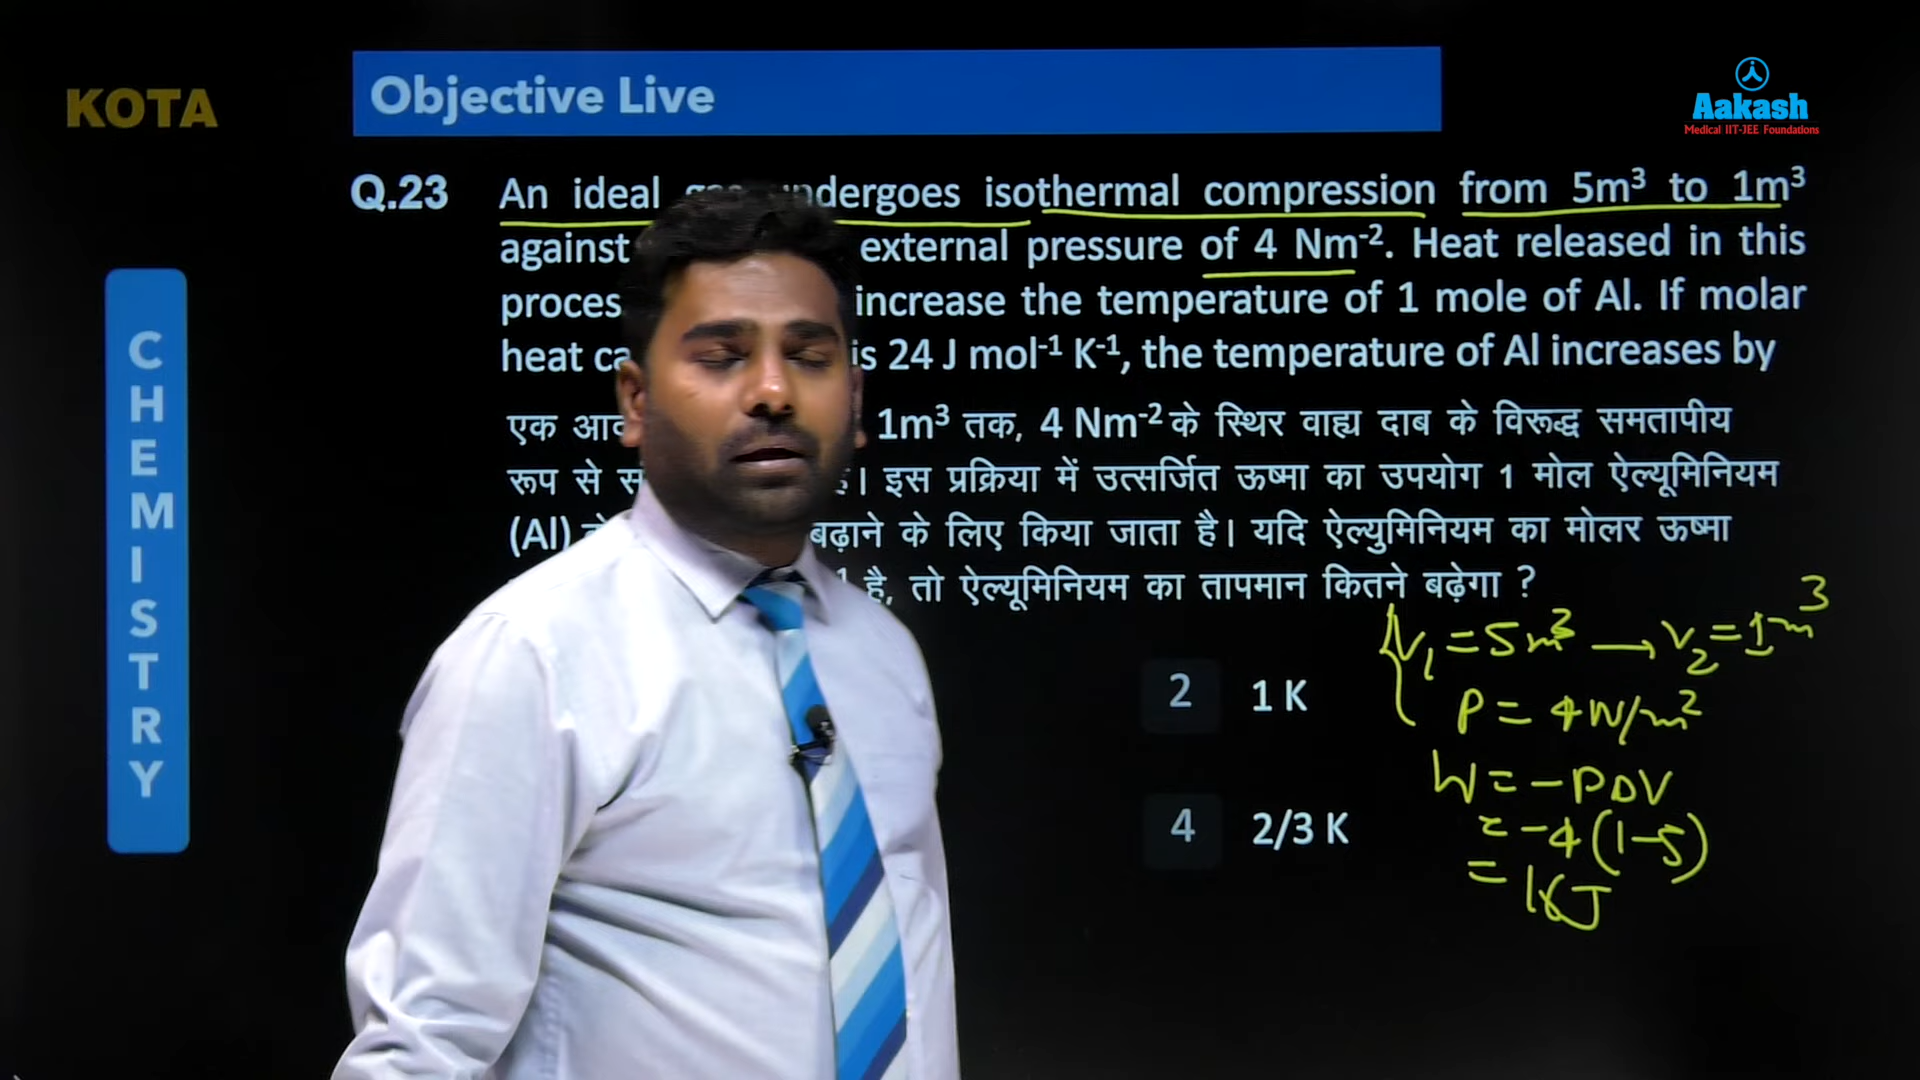 KOTA
Objective Live
Aakash
Medical IIT-JEE Foundations
CHEMISTRY
Q.23 An ideal undergoes isothermal compression from 5m³ to 1m³
against external pressure of 4 Nm⁻². Heat released in this
increase the temperature of 1 mole of Al. If molar
heat is 24 J mol⁻¹ K⁻¹, the temperature of Al increases by
एक 1m³ तक, 4 Nm⁻² के स्थिर वाह्य दाब के विरूद्ध समतापीय
रूप से है। इस प्रक्रिया में उत्सर्जित ऊष्मा का उपयोग 1 मोल ऐल्यूमिनियम
(Al) बढ़ाने के लिए किया जाता है। यदि ऐल्युमिनियम का मोलर ऊष्मा
है, तो ऐल्यूमिनियम का तापमान कितने बढ़ेगा ?
2 1 K
4 2/3 K
V₁ = 5m³ → V₂ = 1m³
P = 4N/m²
W = -PΔV
= -4(1-5)
= 16J